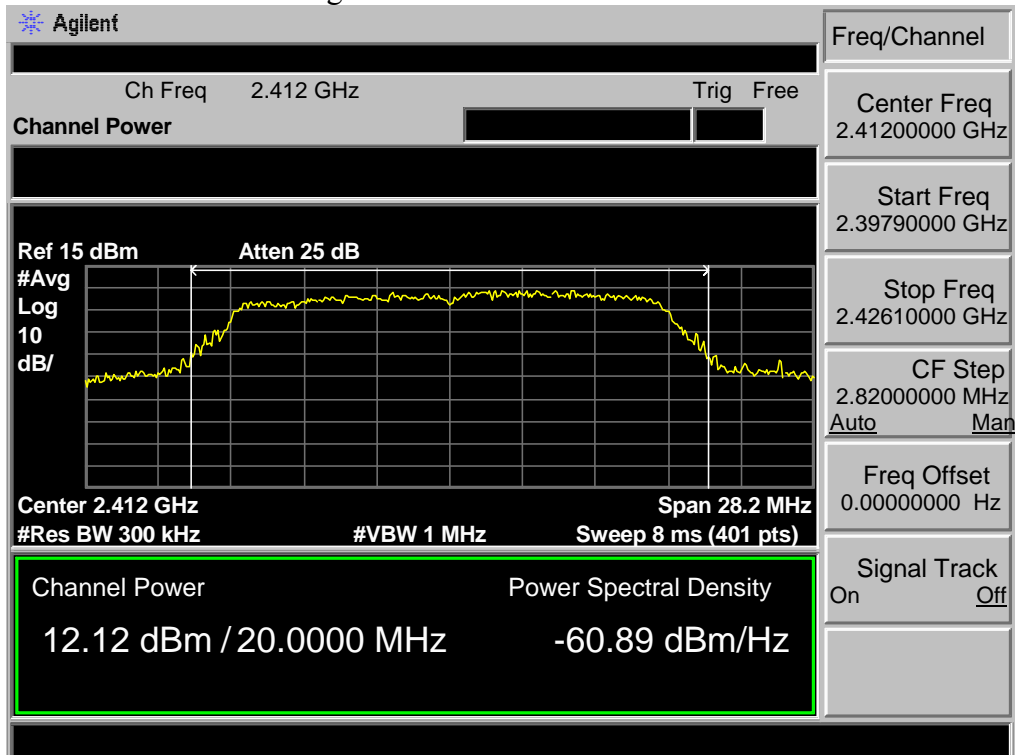 Agilent
Freq/Channel
Ch Freq 2.412 GHz Trig Free
Channel Power
Center Freq
2.41200000 GHz
Start Freq
2.39790000 GHz
Ref 15 dBm Atten 25 dB
#Avg
Log
10
dB/
Stop Freq
2.42610000 GHz
CF Step
2.82000000 MHz
Auto Man
Freq Offset
0.00000000 Hz
Center 2.412 GHz Span 28.2 MHz
#Res BW 300 kHz #VBW 1 MHz Sweep 8 ms (401 pts)
Signal Track
On Off
Channel Power Power Spectral Density
12.12 dBm / 20.0000 MHz -60.89 dBm/Hz